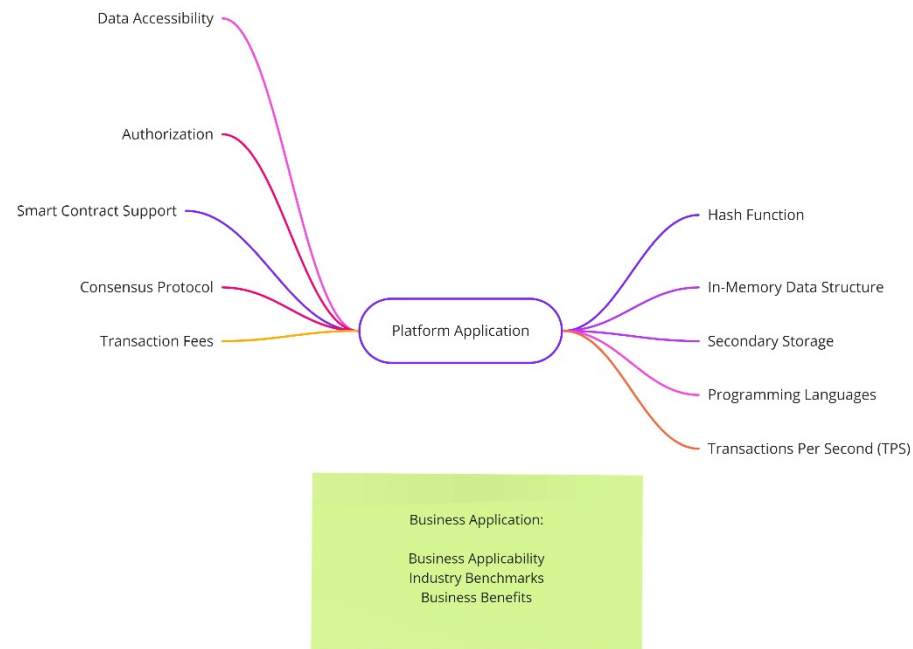 Data Accessibility
Authorization
Smart Contract Support
Consensus Protocol
Transaction Fees
Platform Application
Hash Function
In-Memory Data Structure
Secondary Storage
Programming Languages
Transactions Per Second (TPS)
Business Application:
Business Applicability
Industry Benchmarks
Business Benefits